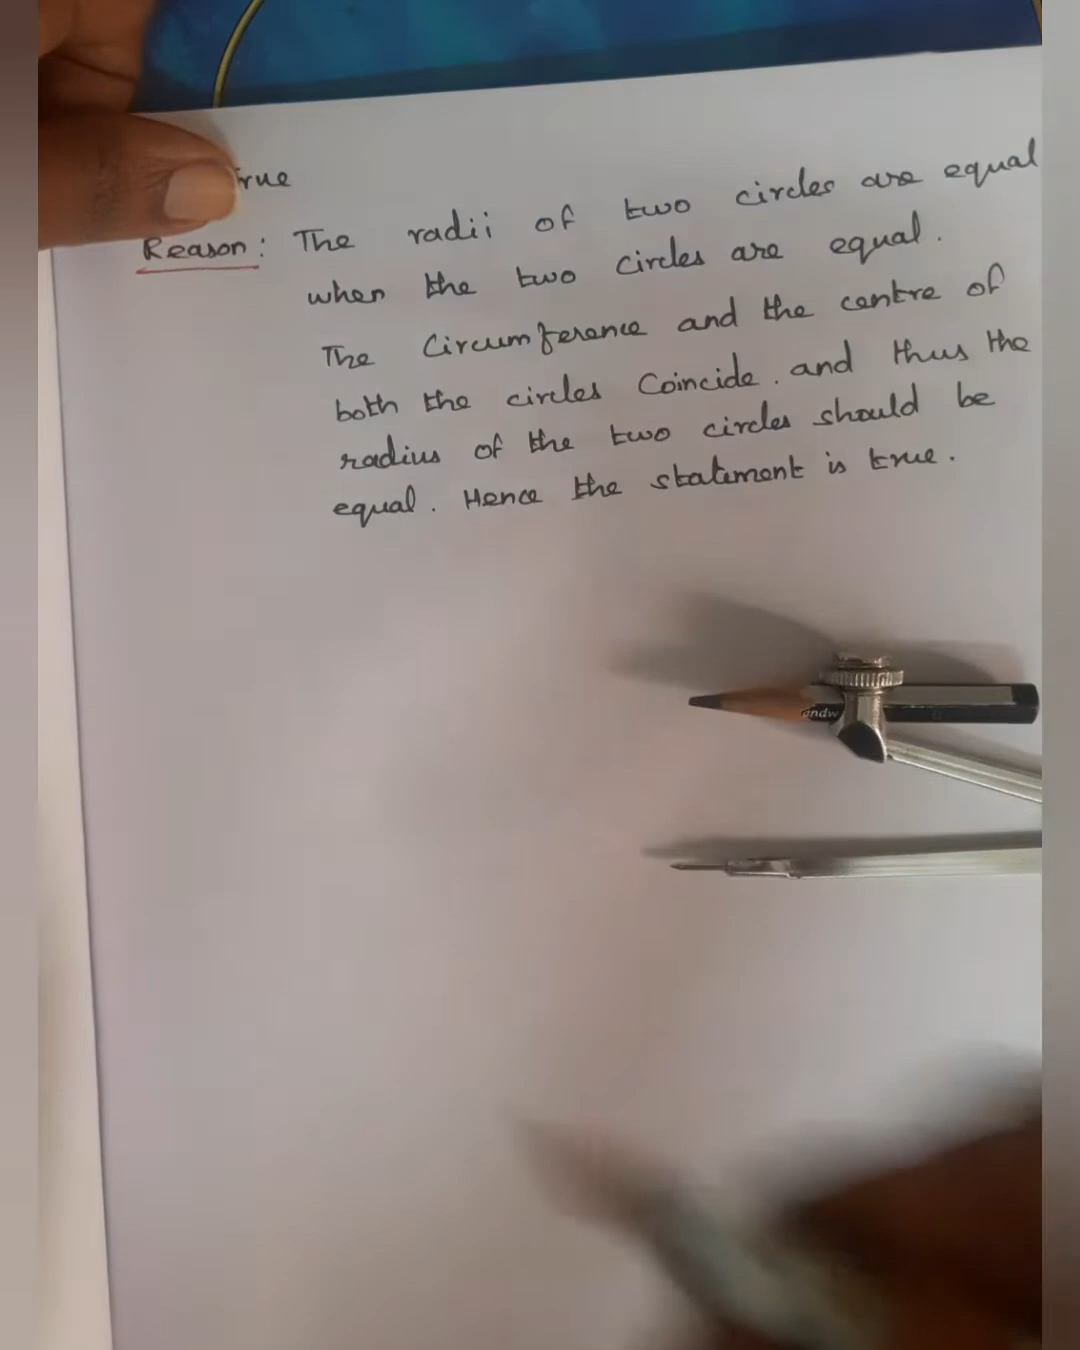 True
Reason: The radii of two circles are equal
when the two circles are equal.
The Circumference and the centre of
both the circles Coincide. and thus the
radius of the two circles should be
equal. Hence the statement is true.
andw